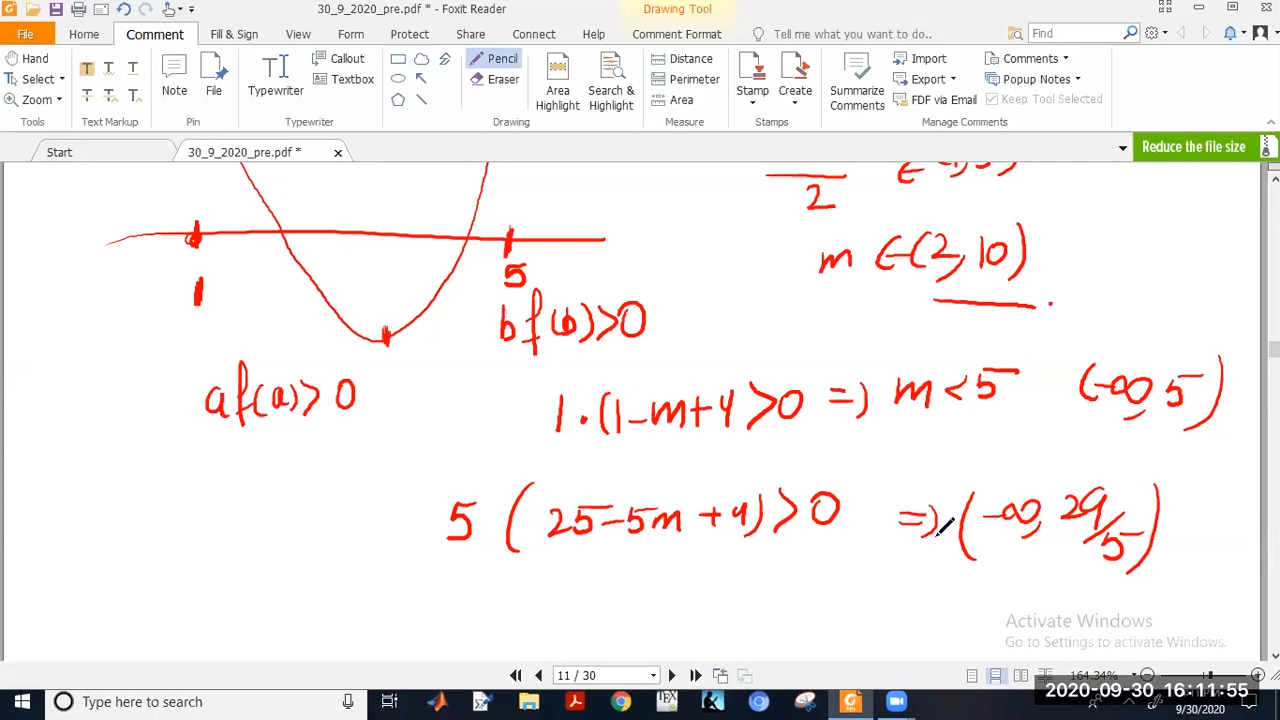 30_9_2020_pre.pdf * - Foxit Reader
Drawing Tool
File Home Comment Fill & Sign View Form Protect Share Connect Help Comment Format Tell me what you want to do.. Find
Hand
Select
Zoom
Tools
Text Markup
Note
File
Pin
Typewriter
Callout
Textbox
Typewriter
Pencil
Eraser
Drawing
Area Highlight
Search & Highlight
Distance
Perimeter
Area
Measure
Stamp
Create
Stamps
Summarize Comments
Import
Export
FDF via Email
Comments
Popup Notes
Keep Tool Selected
Manage Comments
Start 30_9_2020_pre.pdf * Reduce the file size
2
m ∈ (2, 10)
1
5
bf(b)>0
af(a)>0
1·(1-m+4>0 => m<5 (-∞, 5)
5 (25-5m+4)>0 => (-∞, 29/5)
Activate Windows
Go to Settings to activate Windows.
11 / 30 164.34%
Type here to search
2020-09-30 16:11:55
9/30/2020